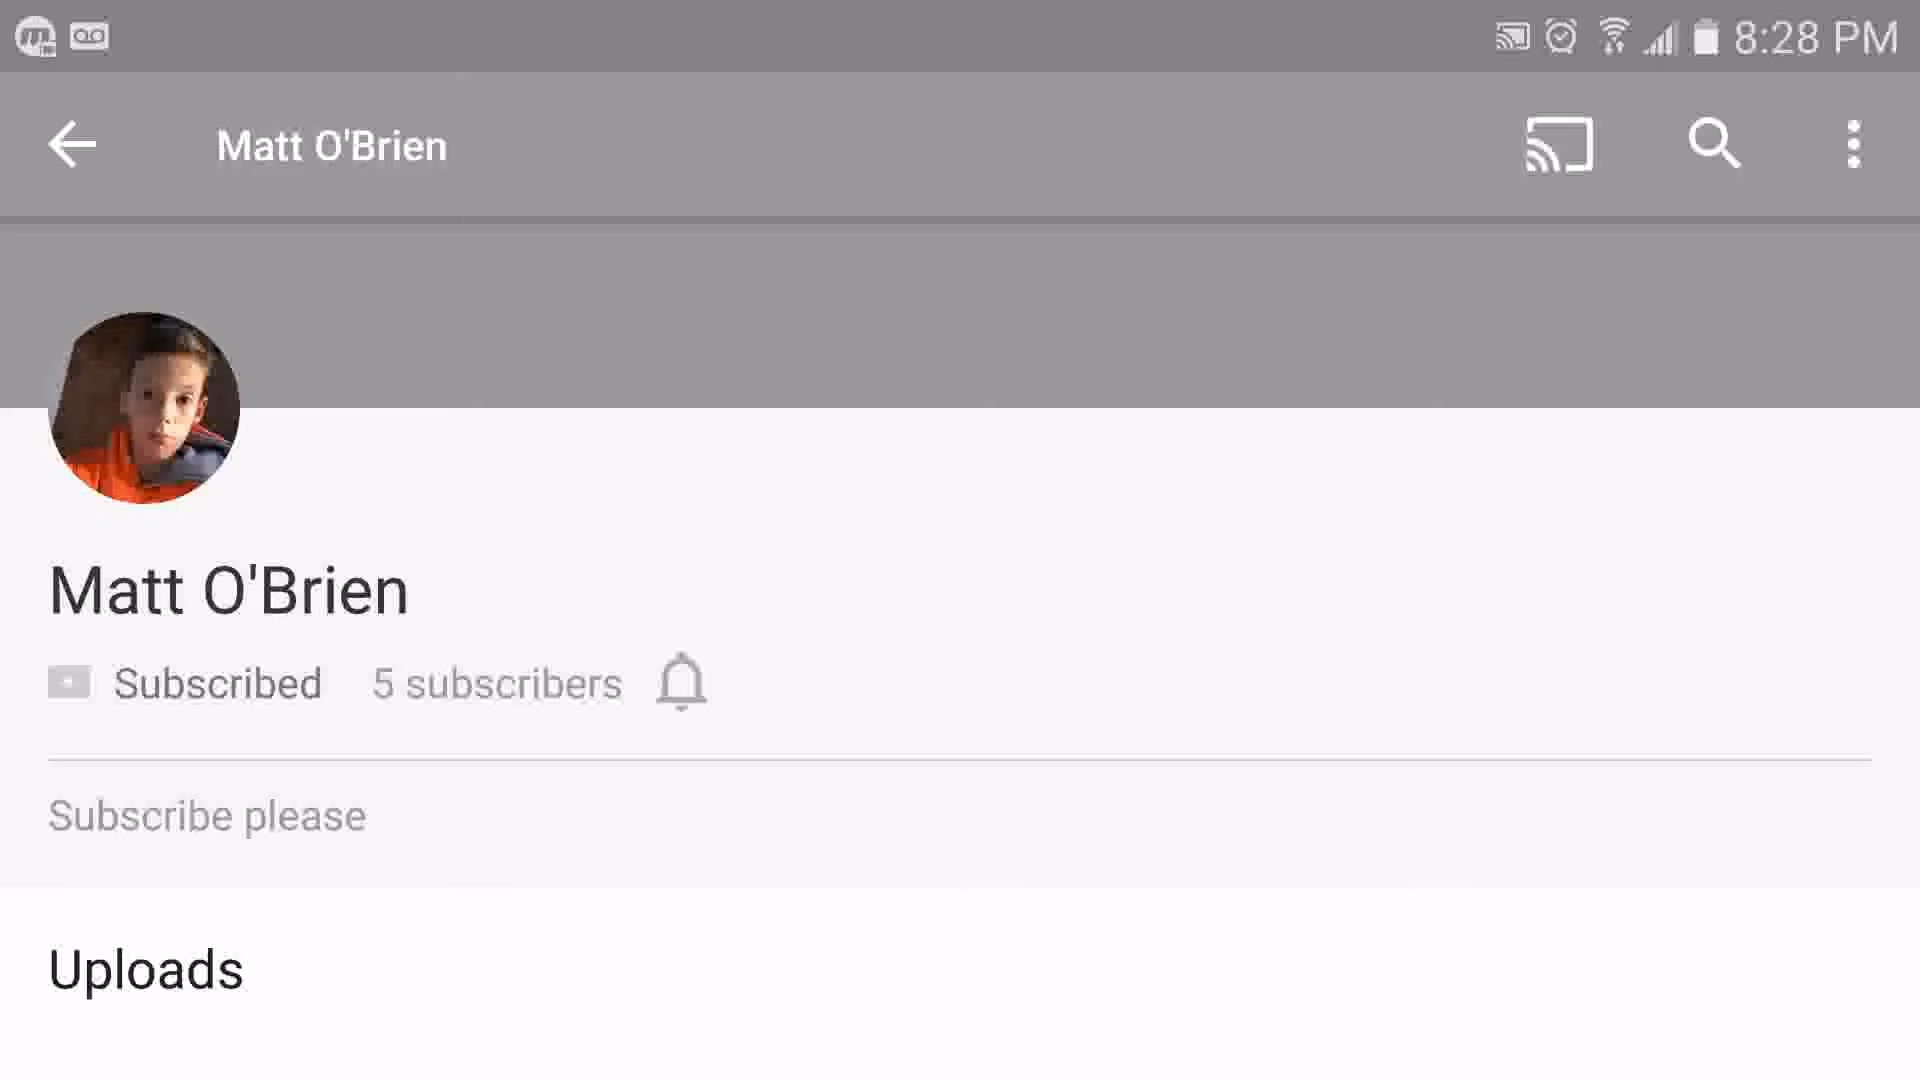 8:28 PM
Matt O'Brien
Matt O'Brien
Subscribed 5 subscribers
Subscribe please
Uploads